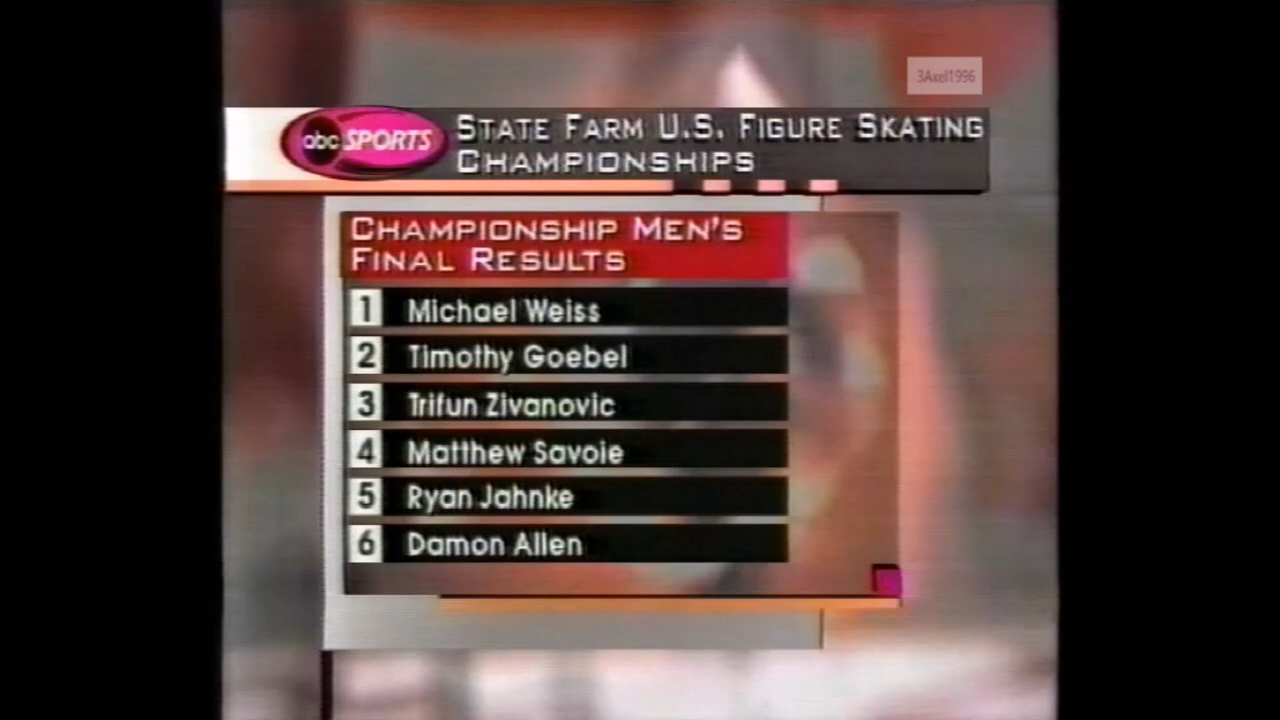 3Axel1996
abc SPORTS
STATE FARM U.S. FIGURE SKATING
CHAMPIONSHIPS
CHAMPIONSHIP MEN'S
FINAL RESULTS
1 Michael Weiss
2 Timothy Goebel
3 Trifun Zivanovic
4 Matthew Savoie
5 Ryan Jahnke
6 Damon Allen